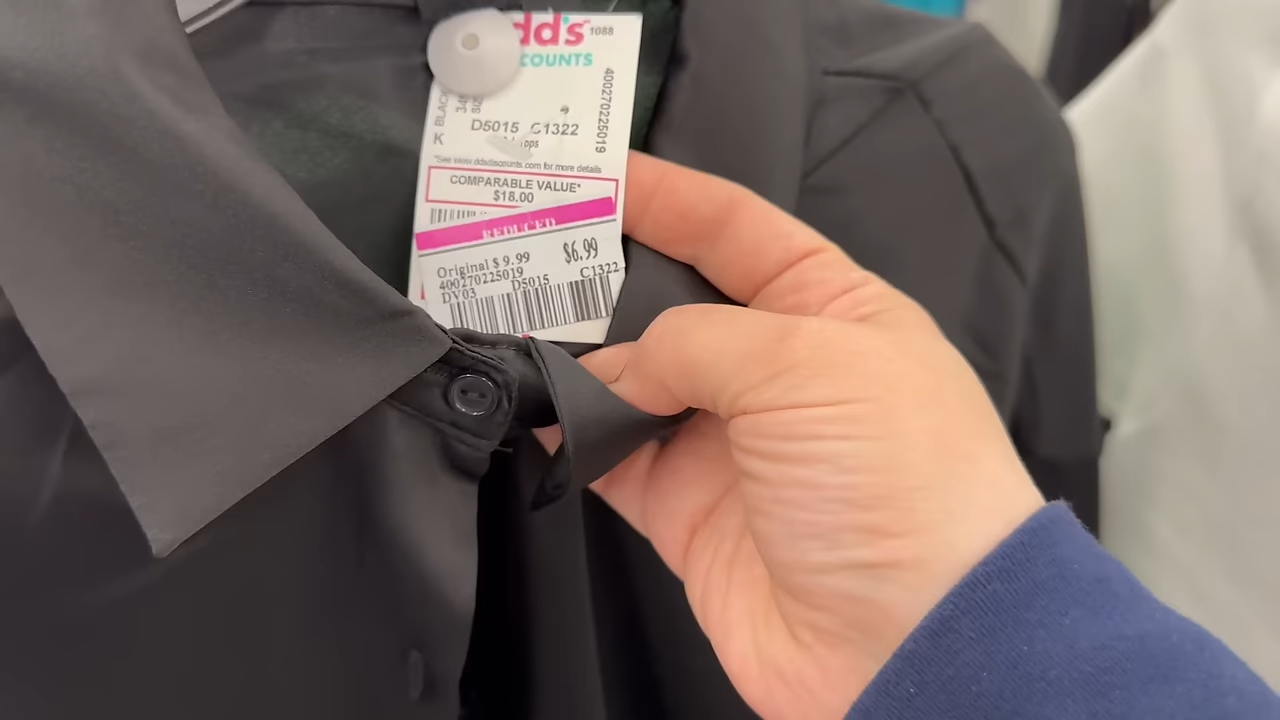 dd's 1088
COUNTS
400270225019
BLACK
K
D5015 C1322
*See www.ddsdiscounts.com for more details
COMPARABLE VALUE*
$18.00
REDUCED
Original $ 9.99 $6.99
400270225019
DV03 D5015 C1322